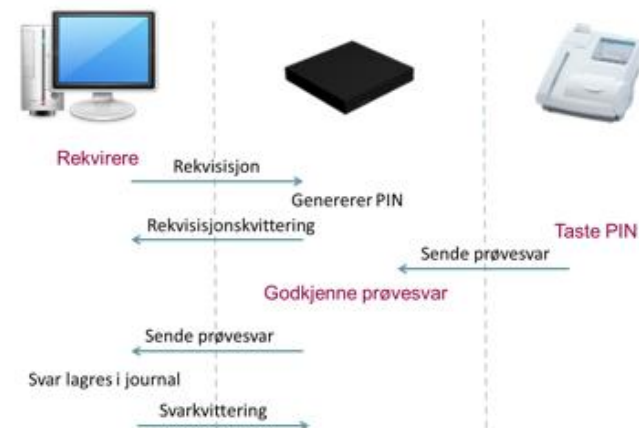 Rekvirere
Rekvisisjon
Genererer PIN
Rekvisisjonskvittering
Taste PIN
Sende prøvesvar
Godkjenne prøvesvar
Sende prøvesvar
Svar lagres i journal
Svarkvittering